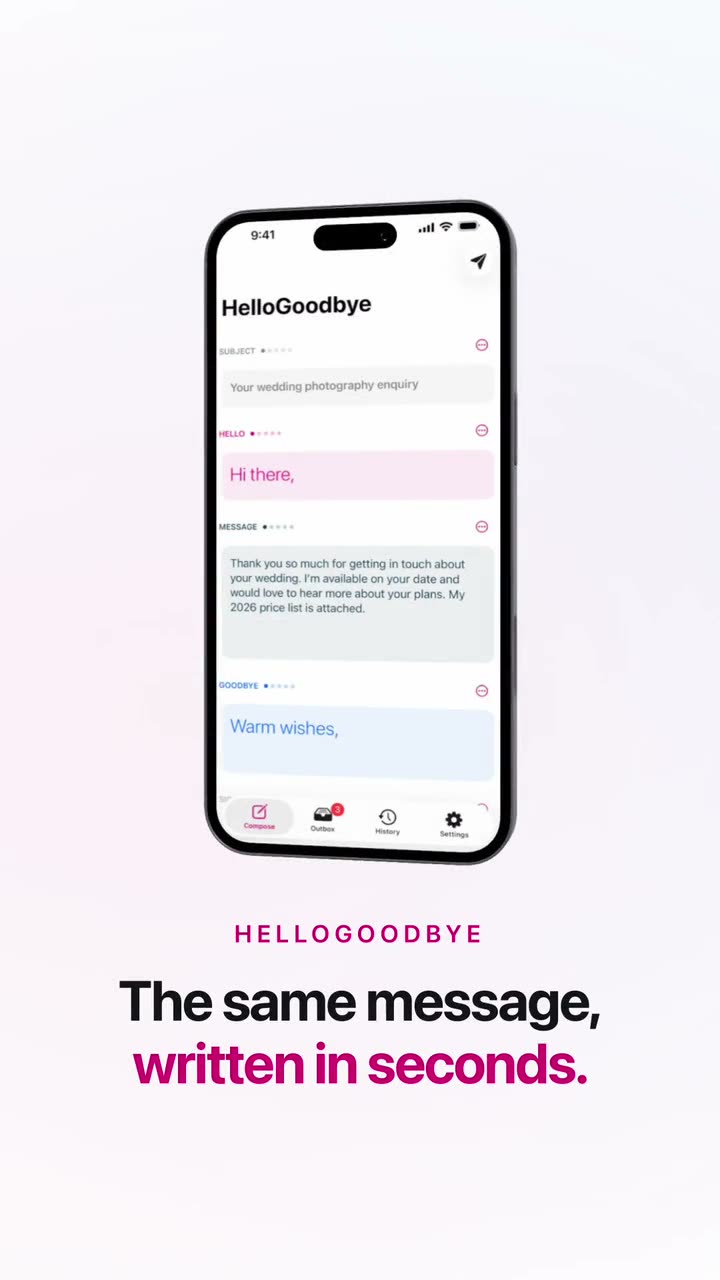 9:41
HelloGoodbye
SUBJECT
Your wedding photography enquiry
HELLO
Hi there,
MESSAGE
Thank you so much for getting in touch about
your wedding. I'm available on your date and
would love to hear more about your plans. My
2026 price list is attached.
GOODBYE
Warm wishes,
Compose
3
Outbox
History
Settings
HELLOGOODBYE
The same message,
written in seconds.